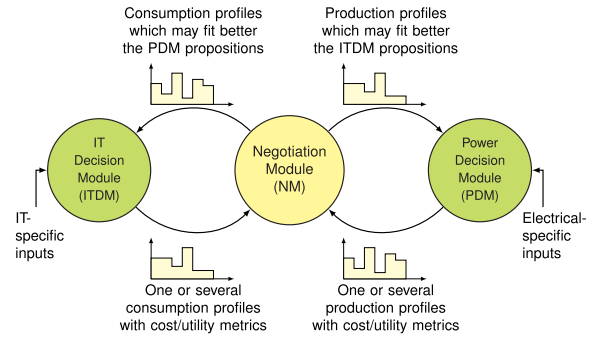 Consumption profiles
which may fit better
the PDM propositions
Production profiles
which may fit better
the ITDM propositions
IT
Decision
Module
(ITDM)
Negotiation
Module
(NM)
Power
Decision
Module
(PDM)
IT-
specific
inputs
Electrical-
specific
inputs
One or several
consumption profiles
with cost/utility metrics
One or several
production profiles
with cost/utility metrics